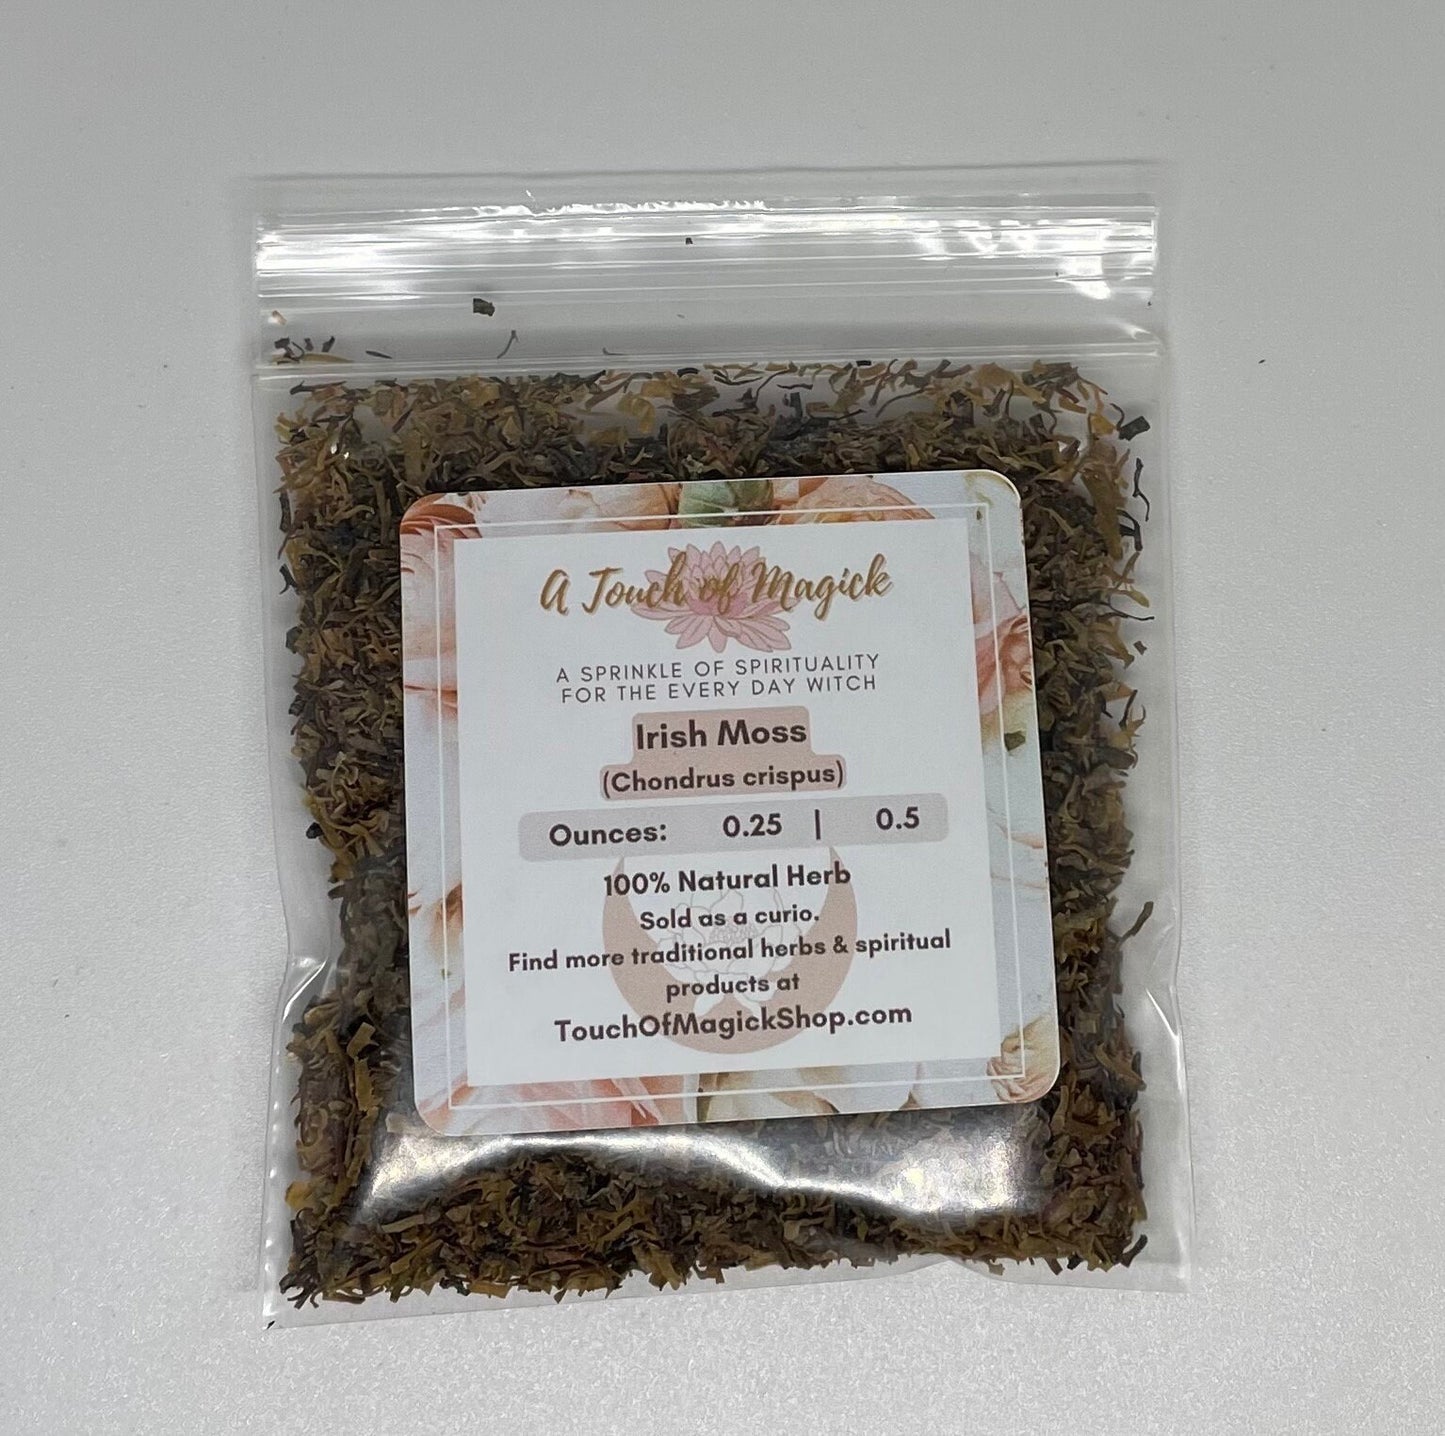 A Touch of Magick
A SPRINKLE OF SPIRITUALITY
FOR THE EVERY DAY WITCH
Irish Moss
(Chondrus crispus)
Ounces: 0.25 | 0.5
100% Natural Herb
Sold as a curio.
Find more traditional herbs & spiritual
products at
TouchOfMagickShop.com